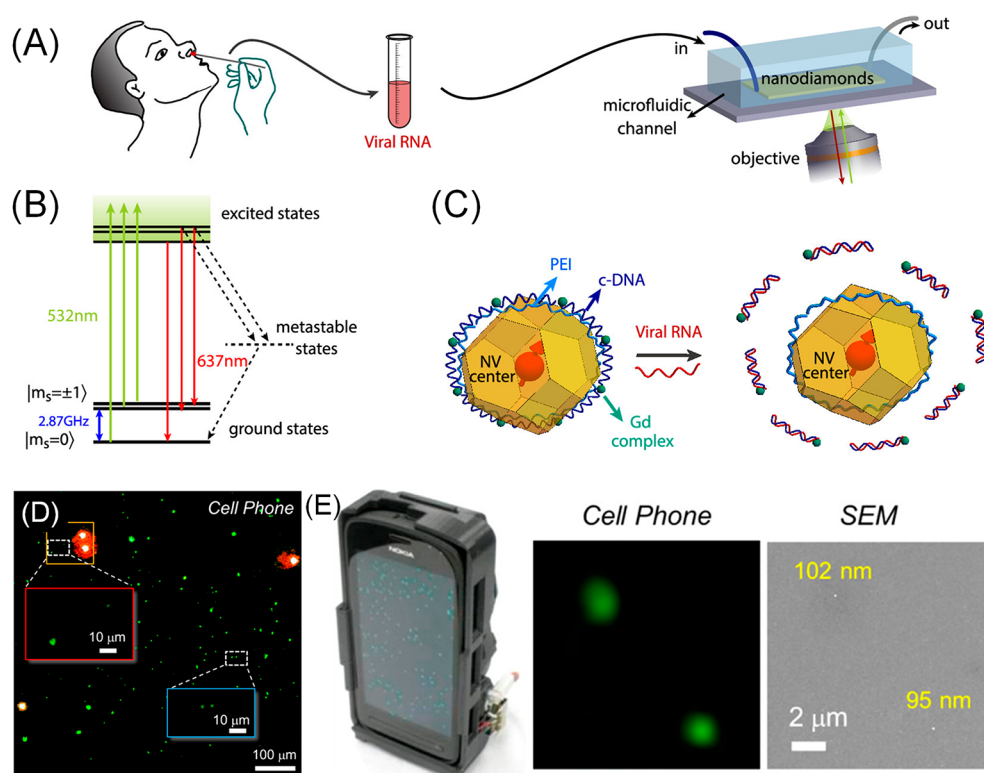 (A)
in
out
nanodiamonds
microfluidic
channel
Viral RNA
objective
(B)
excited states
532nm
metastable
states
637nm
|mₛ=±1⟩
2.87GHz
|mₛ=0⟩
ground states
(C)
PEI
c-DNA
NV
center
Viral RNA
Gd
complex
NV
center
(D)
Cell Phone
10 μm
10 μm
100 μm
(E)
NOKIA
Cell Phone
SEM
102 nm
95 nm
2 μm